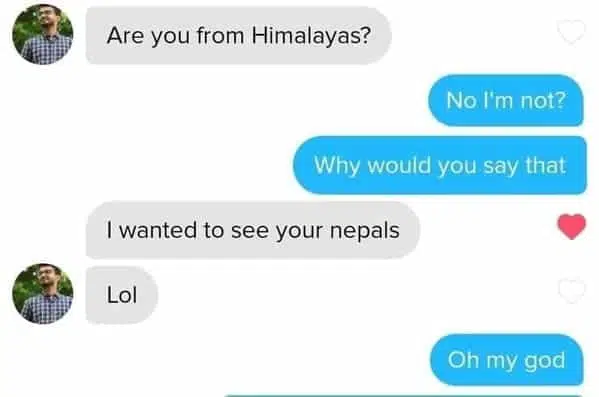 Are you from Himalayas?
No I'm not?
Why would you say that
I wanted to see your nepals
Lol
Oh my god